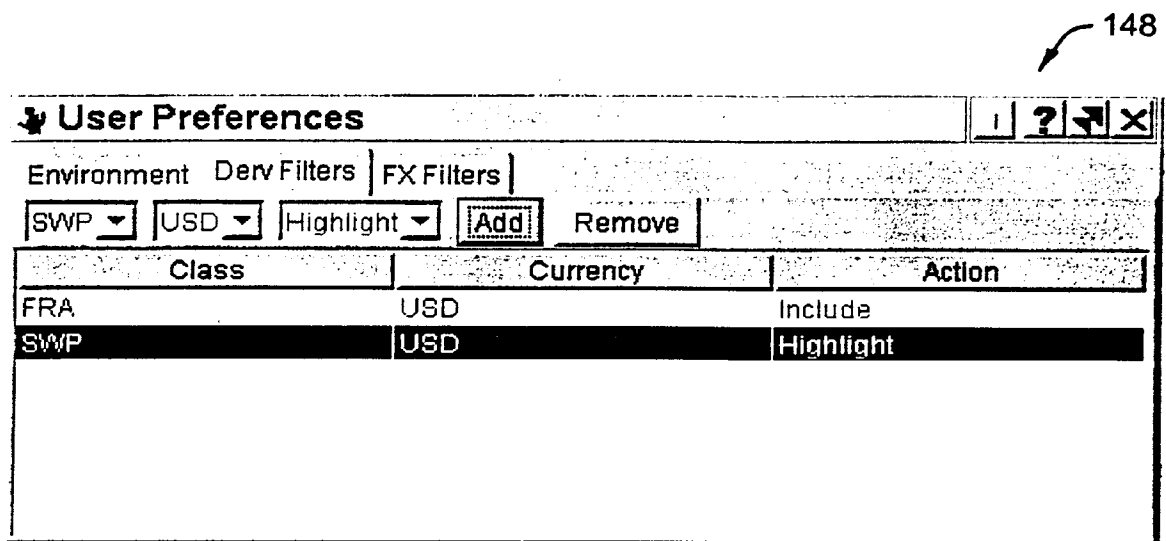 148
User Preferences ?
Environment Derv Filters FX Filters
SWP USD Highlight Add Remove
Class Currency Action
FRA USD Include
SWP USD Highlight